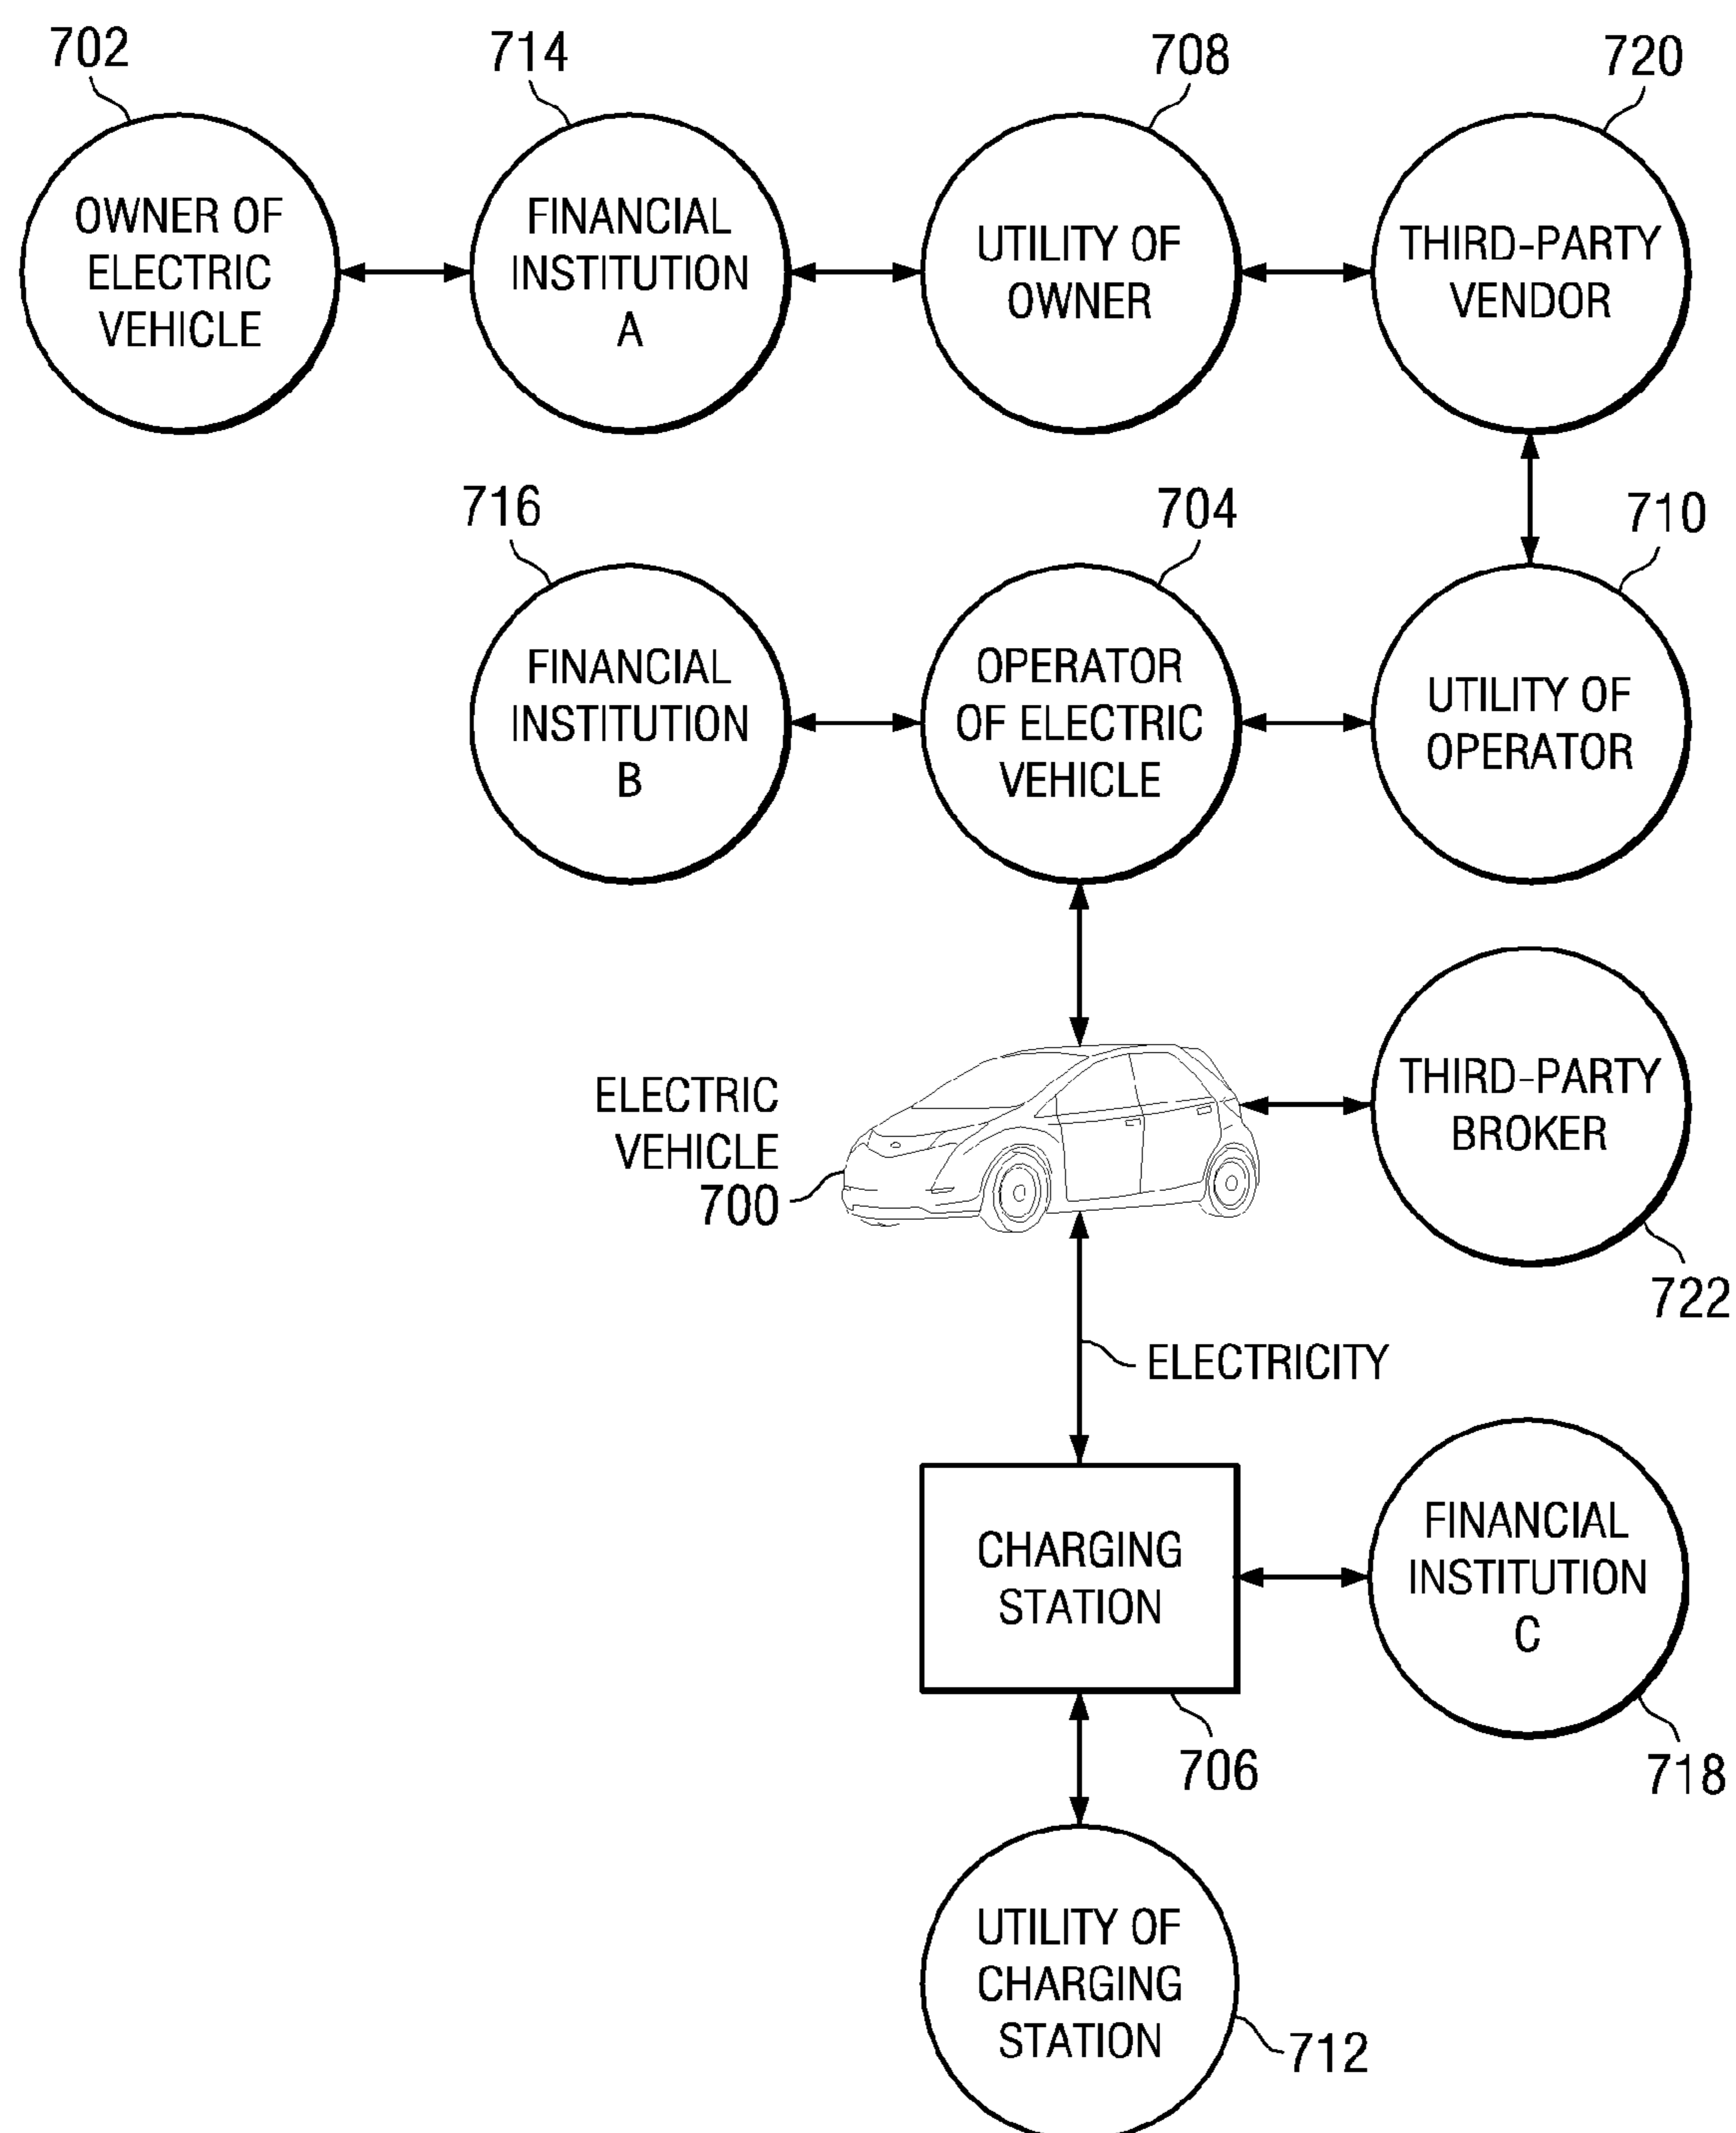 702
714
708
720
OWNER OF
ELECTRIC
VEHICLE
FINANCIAL
INSTITUTION
A
UTILITY OF
OWNER
THIRD-PARTY
VENDOR
716
704
710
FINANCIAL
INSTITUTION
B
OPERATOR
OF ELECTRIC
VEHICLE
UTILITY OF
OPERATOR
ELECTRIC
VEHICLE
700
THIRD-PARTY
BROKER
722
ELECTRICITY
CHARGING
STATION
706
FINANCIAL
INSTITUTION
C
718
UTILITY OF
CHARGING
STATION
712